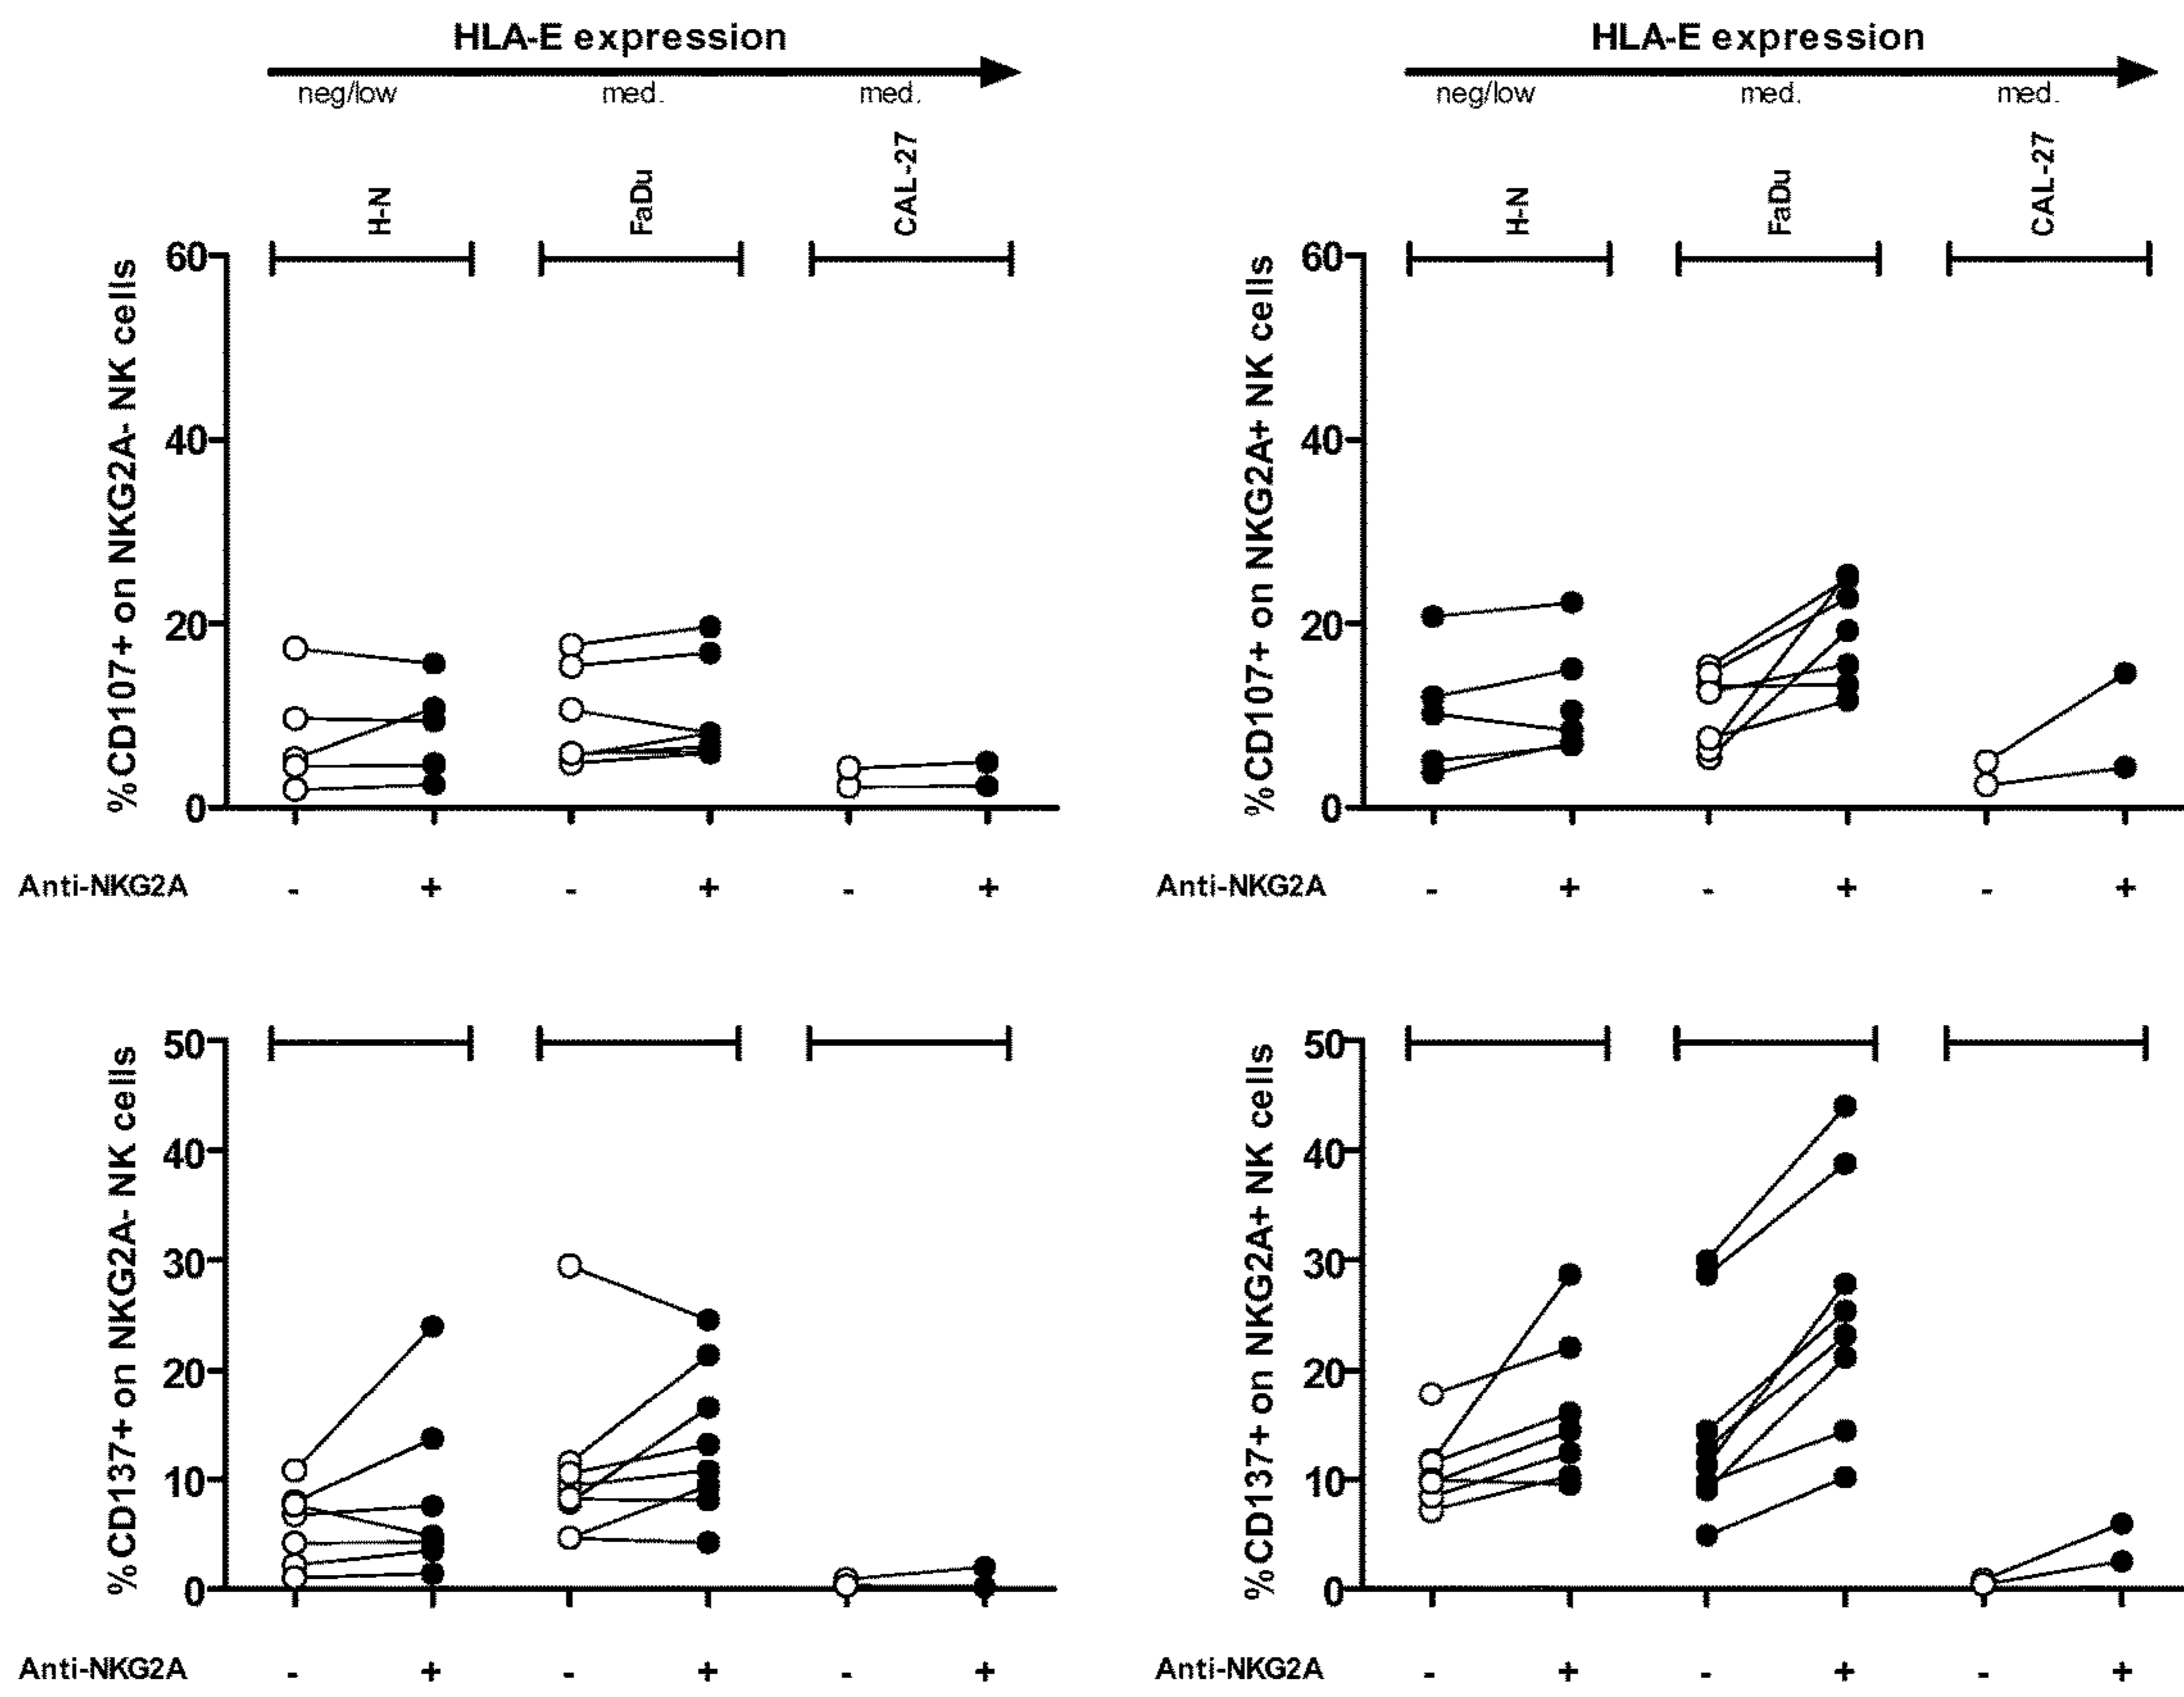 HLA-E expression
neg/low med. med.
H-N FaDu CAL-27
%CD107+ on NKG2A- NK cells
60
40
20
0
Anti-NKG2A - + - + - +
HLA-E expression
neg/low med. med.
H-N FaDu CAL-27
%CD107+ on NKG2A+ NK cells
60
40
20
0
Anti-NKG2A - + - + - +
%CD137+ on NKG2A- NK cells
50
40
30
20
10
0
Anti-NKG2A - + - + - +
%CD137+ on NKG2A+ NK cells
50
40
30
20
10
0
Anti-NKG2A - + - + - +